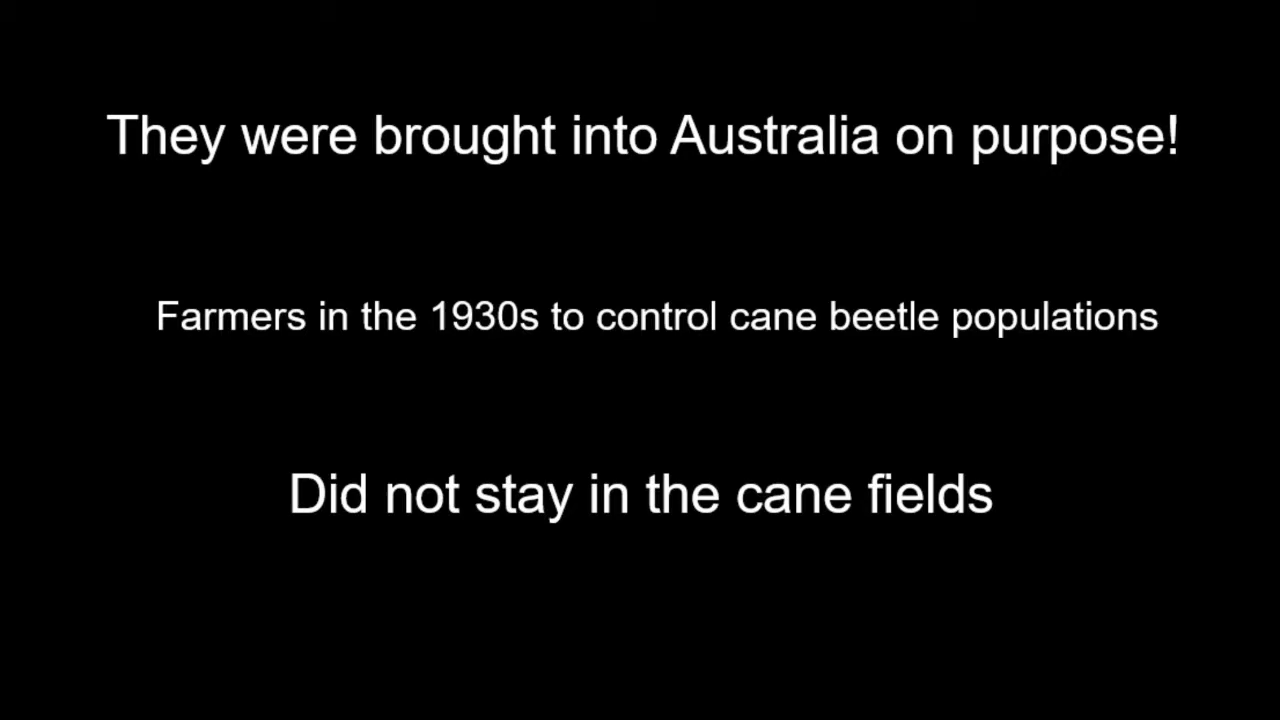 They were brought into Australia on purpose!
Farmers in the 1930s to control cane beetle populations
Did not stay in the cane fields